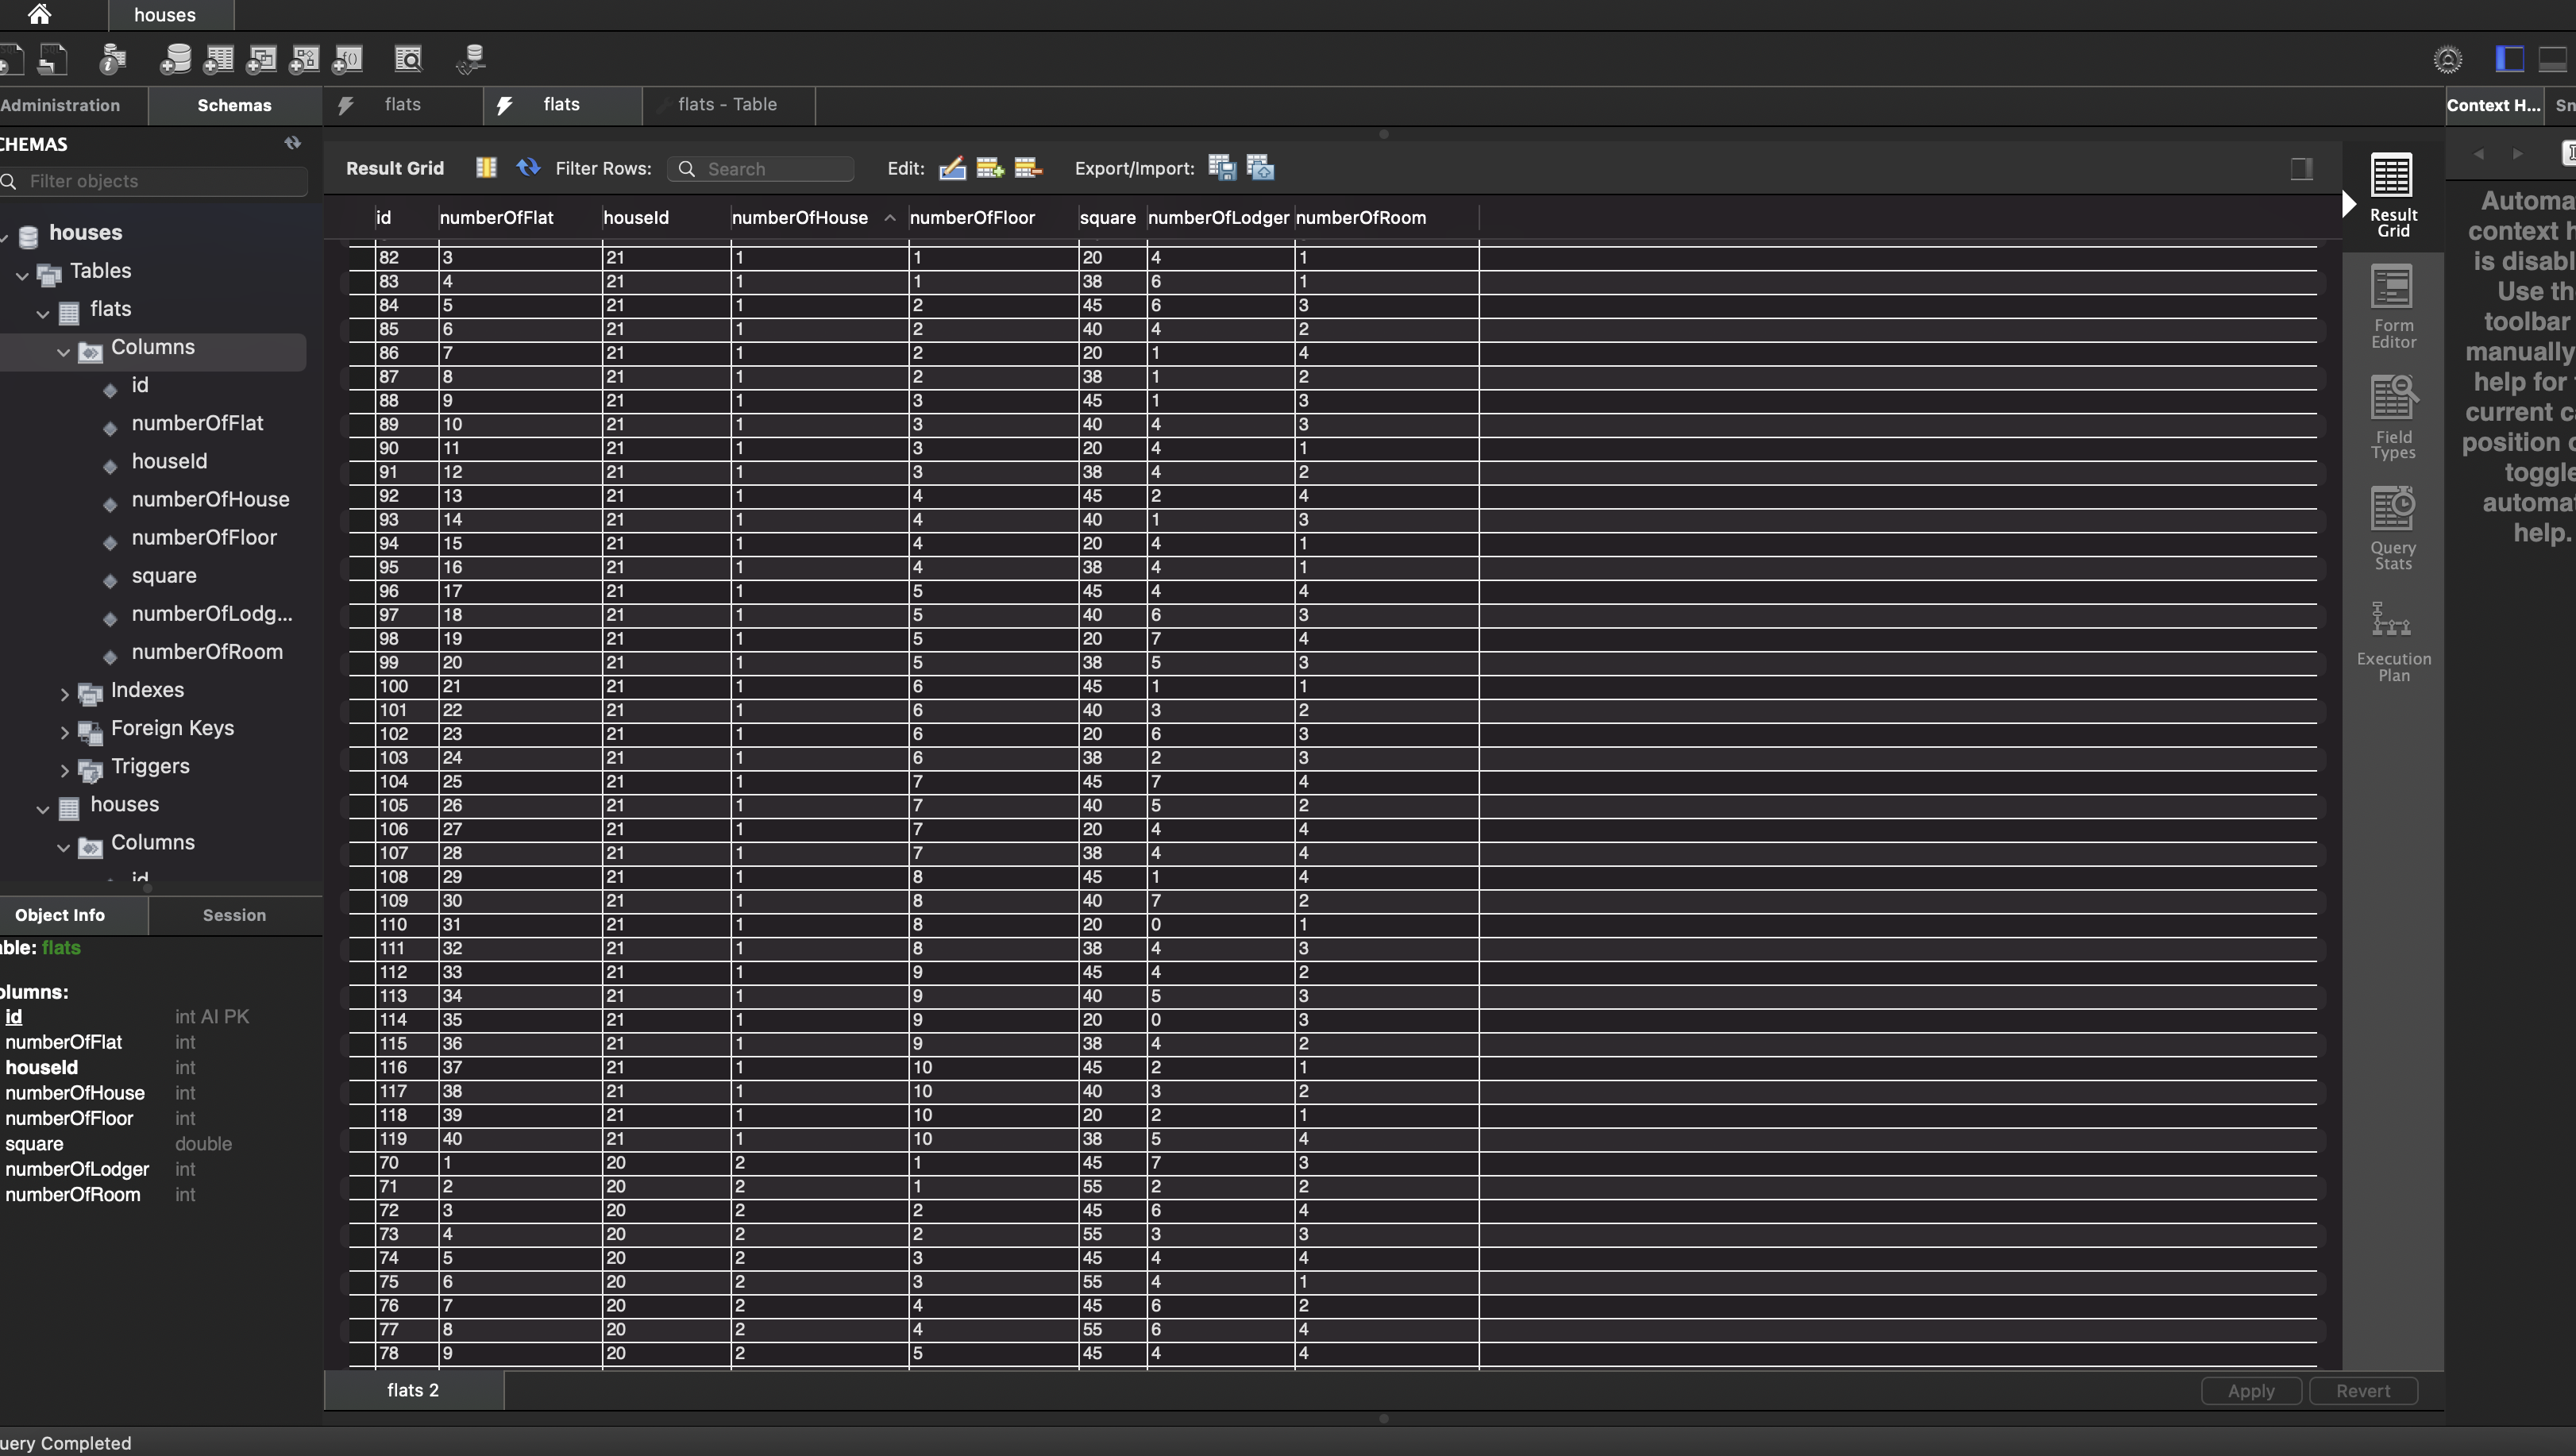 houses
Administration
Schemas
flats
flats
flats - Table
Context H...
Sn
CHEMAS
Filter objects
houses
Tables
flats
Columns
id
numberOfFlat
houseId
numberOfHouse
numberOfFloor
square
numberOfLodg...
numberOfRoom
Indexes
Foreign Keys
Triggers
houses
Columns
id
Object Info
Session
able: flats
olumns:
id int AI PK
numberOfFlat int
houseId int
numberOfHouse int
numberOfFloor int
square double
numberOfLodger int
numberOfRoom int
Result Grid
Filter Rows:
Search
Edit:
Export/Import:
id numberOfFlat houseId numberOfHouse numberOfFloor square numberOfLodger numberOfRoom
82 3 21 1 1 20 4 1
83 4 21 1 1 38 6 1
84 5 21 1 2 45 6 3
85 6 21 1 2 40 4 2
86 7 21 1 2 20 1 4
87 8 21 1 2 38 1 2
88 9 21 1 3 45 1 3
89 10 21 1 3 40 4 3
90 11 21 1 3 20 4 1
91 12 21 1 3 38 4 2
92 13 21 1 4 45 2 4
93 14 21 1 4 40 1 3
94 15 21 1 4 20 4 1
95 16 21 1 4 38 4 1
96 17 21 1 5 45 4 4
97 18 21 1 5 40 6 3
98 19 21 1 5 20 7 4
99 20 21 1 5 38 5 3
100 21 21 1 6 45 1 1
101 22 21 1 6 40 3 2
102 23 21 1 6 20 6 3
103 24 21 1 6 38 2 3
104 25 21 1 7 45 7 4
105 26 21 1 7 40 5 2
106 27 21 1 7 20 4 4
107 28 21 1 7 38 4 4
108 29 21 1 8 45 1 4
109 30 21 1 8 40 7 2
110 31 21 1 8 20 0 1
111 32 21 1 8 38 4 3
112 33 21 1 9 45 4 2
113 34 21 1 9 40 5 3
114 35 21 1 9 20 0 3
115 36 21 1 9 38 4 2
116 37 21 1 10 45 2 1
117 38 21 1 10 40 3 2
118 39 21 1 10 20 2 1
119 40 21 1 10 38 5 4
70 1 20 2 1 45 7 3
71 2 20 2 1 55 2 2
72 3 20 2 2 45 6 4
73 4 20 2 2 55 3 3
74 5 20 2 3 45 4 4
75 6 20 2 3 55 4 1
76 7 20 2 4 45 6 2
77 8 20 2 4 55 6 4
78 9 20 2 5 45 4 4
Result
Grid
Form
Editor
Field
Types
Query
Stats
Execution
Plan
Automa
context h
is disabl
Use th
toolbar
manually
help for
current ca
position o
toggle
automat
help.
flats 2
Apply
Revert
uery Completed